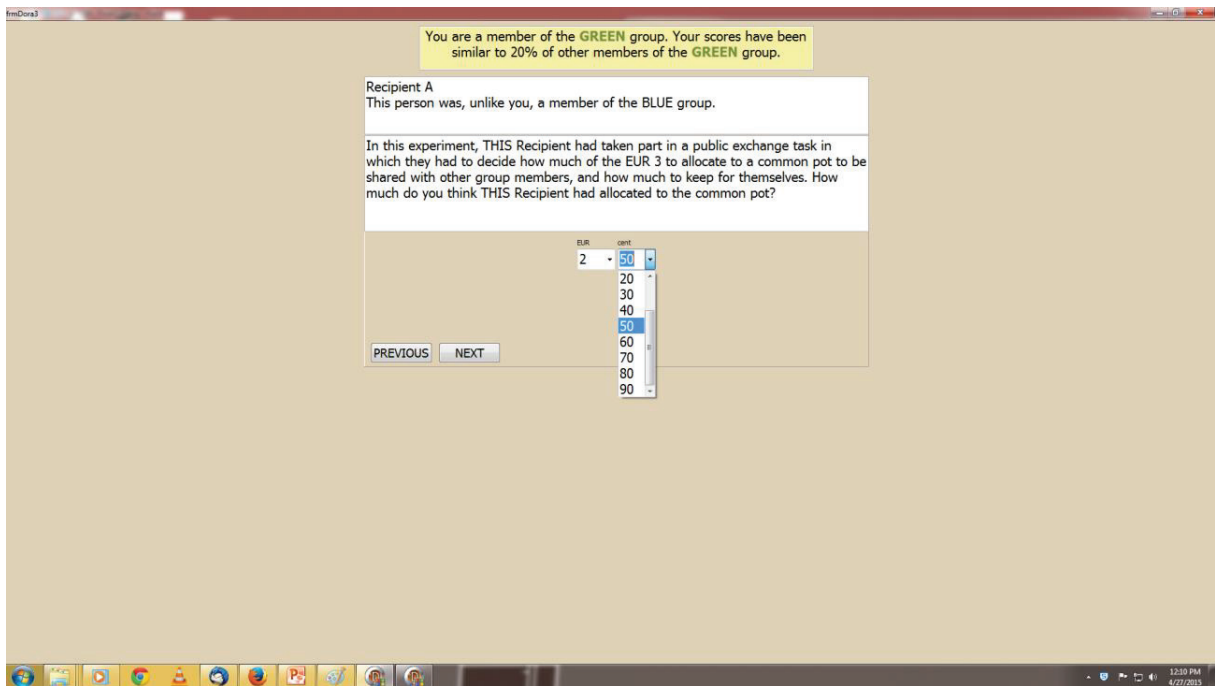 frmDora3
You are a member of the GREEN group. Your scores have been
similar to 20% of other members of the GREEN group.
Recipient A
This person was, unlike you, a member of the BLUE group.
In this experiment, THIS Recipient had taken part in a public exchange task in
which they had to decide how much of the EUR 3 to allocate to a common pot to be
shared with other group members, and how much to keep for themselves. How
much do you think THIS Recipient had allocated to the common pot?
EUR cent
2 50
20
30
40
50
60
70
80
90
PREVIOUS NEXT
12:10 PM
4/27/2015